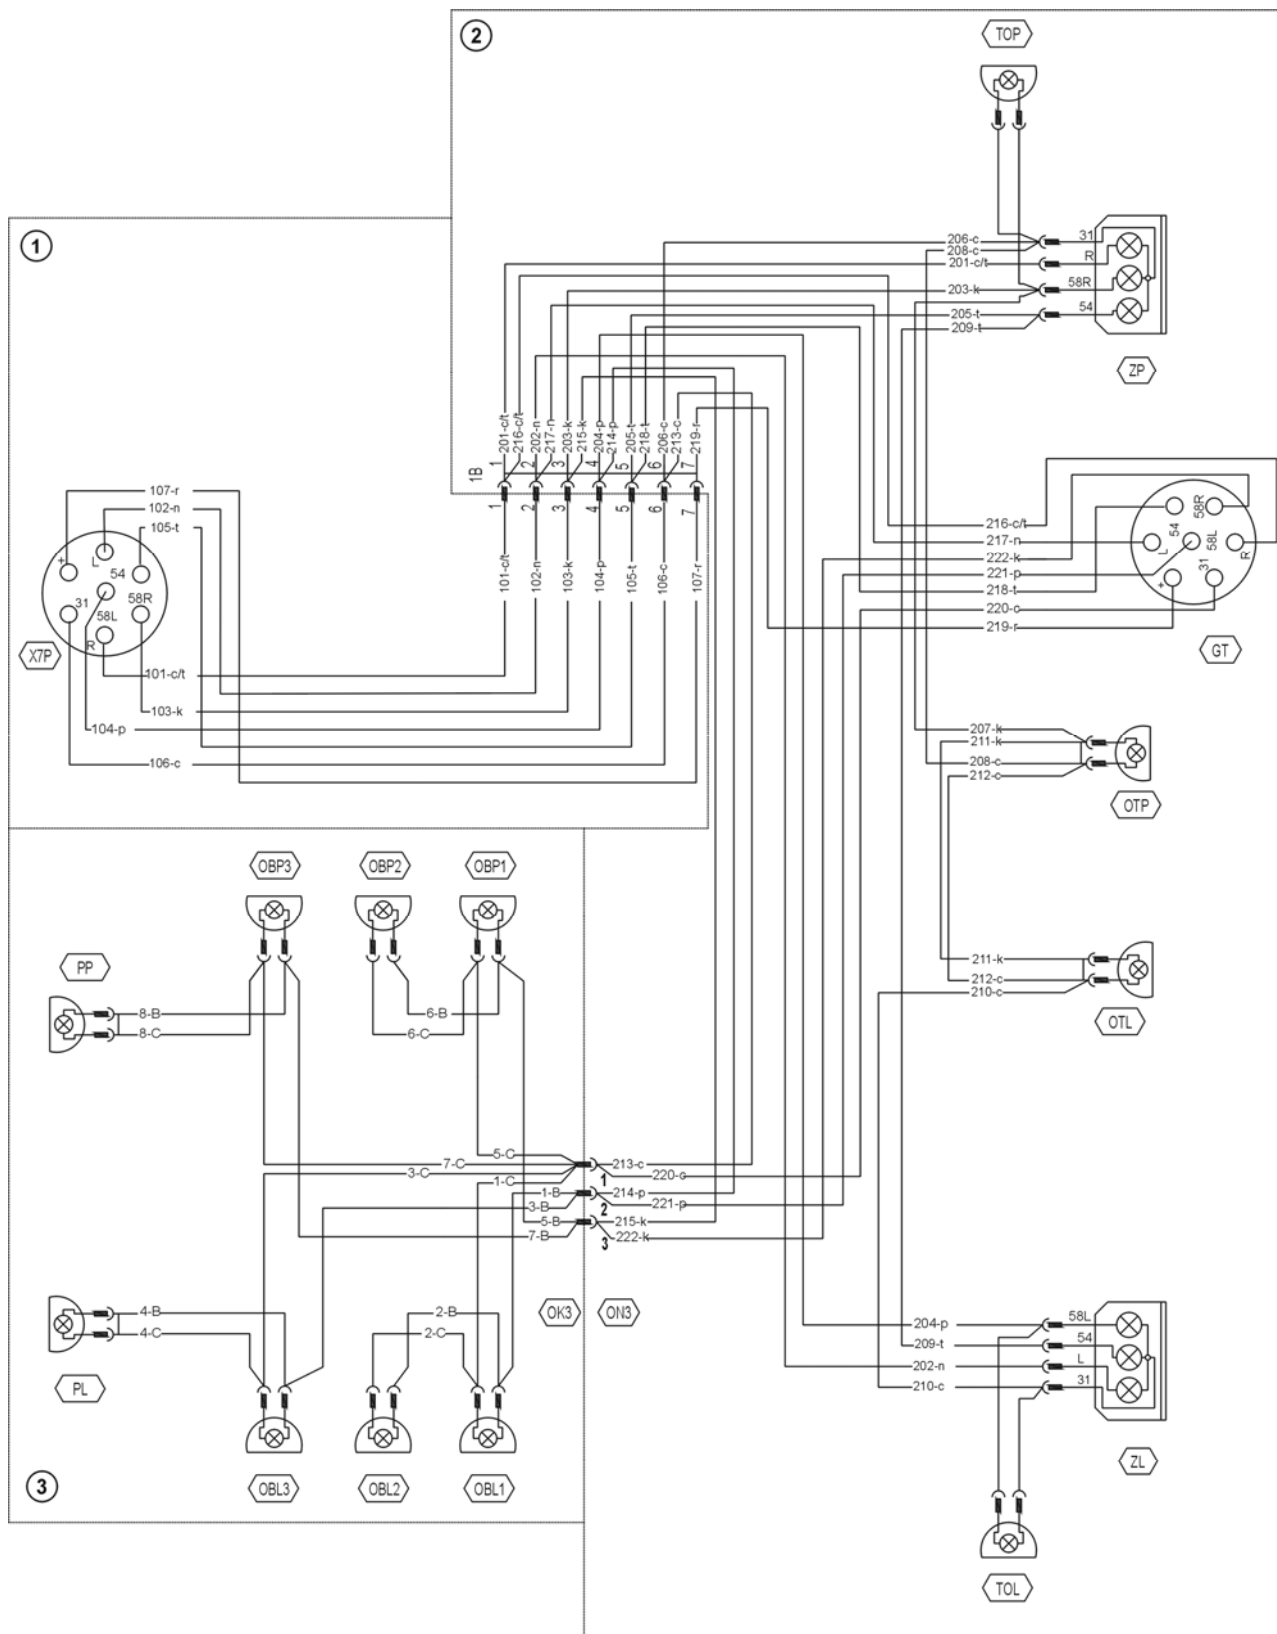 2
TOP
1
206-c
208-c
201-c/t
203-k
205-t
209-t
31
R
58R
54
ZP
201-c/t
216-c/t
202-n
217-n
203-k
215-k
204-p
214-p
205-t
218-t
206-c
213-c
219-r
1B
1 2 3 4 5 6 7
1 2 3 4 5 6 7
107-r
102-n
105-t
+
L
54
31
58R
58L
R
X7P
101-c/t
103-k
104-p
106-c
101-c/t
102-n
103-k
104-p
105-t
106-c
107-r
216-c/t
217-n
222-k
221-p
218-t
220-c
219-r
54
58R
L
58L
R
+
31
GT
207-k
211-k
208-c
212-c
OTP
211-k
212-c
210-c
OTL
OBP3
OBP2
OBP1
PP
8-B
8-C
6-B
6-C
5-C
7-C
3-C
1-C
1-B
3-B
5-B
7-B
213-c
1
220-c
214-p
2
221-p
215-k
3
222-k
OK3
ON3
4-B
4-C
2-B
2-C
PL
OBL3
OBL2
OBL1
3
204-p
209-t
202-n
210-c
58L
54
L
31
ZL
TOL